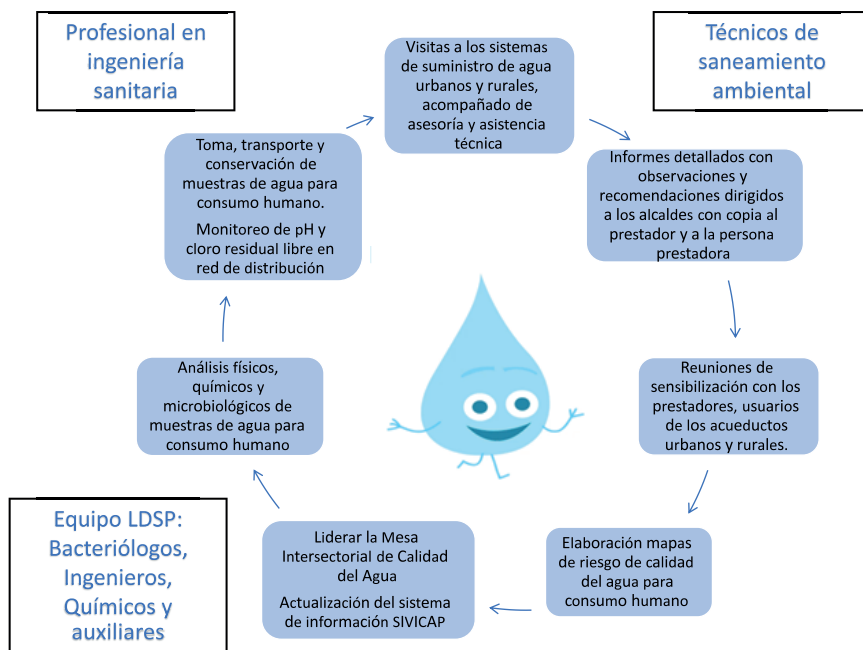 Profesional en
ingeniería
sanitaria
Visitas a los sistemas
de suministro de agua
urbanos y rurales,
acompañado de
asesoría y asistencia
técnica
Técnicos de
saneamiento
ambiental
Toma, transporte y
conservación de
muestras de agua para
consumo humano.
Monitoreo de pH y
cloro residual libre en
red de distribución
Informes detallados con
observaciones y
recomendaciones dirigidos
a los alcaldes con copia al
prestador y a la persona
prestadora
Análisis físicos,
químicos y
microbiológicos de
muestras de agua para
consumo humano
Reuniones de
sensibilización con los
prestadores, usuarios
de los acueductos
urbanos y rurales.
Equipo LDSP:
Bacteriólogos,
Ingenieros,
Químicos y
auxiliares
Liderar la Mesa
Intersectorial de Calidad
del Agua
Actualización del sistema
de información SIVICAP
Elaboración mapas
de riesgo de calidad
del agua para
consumo humano